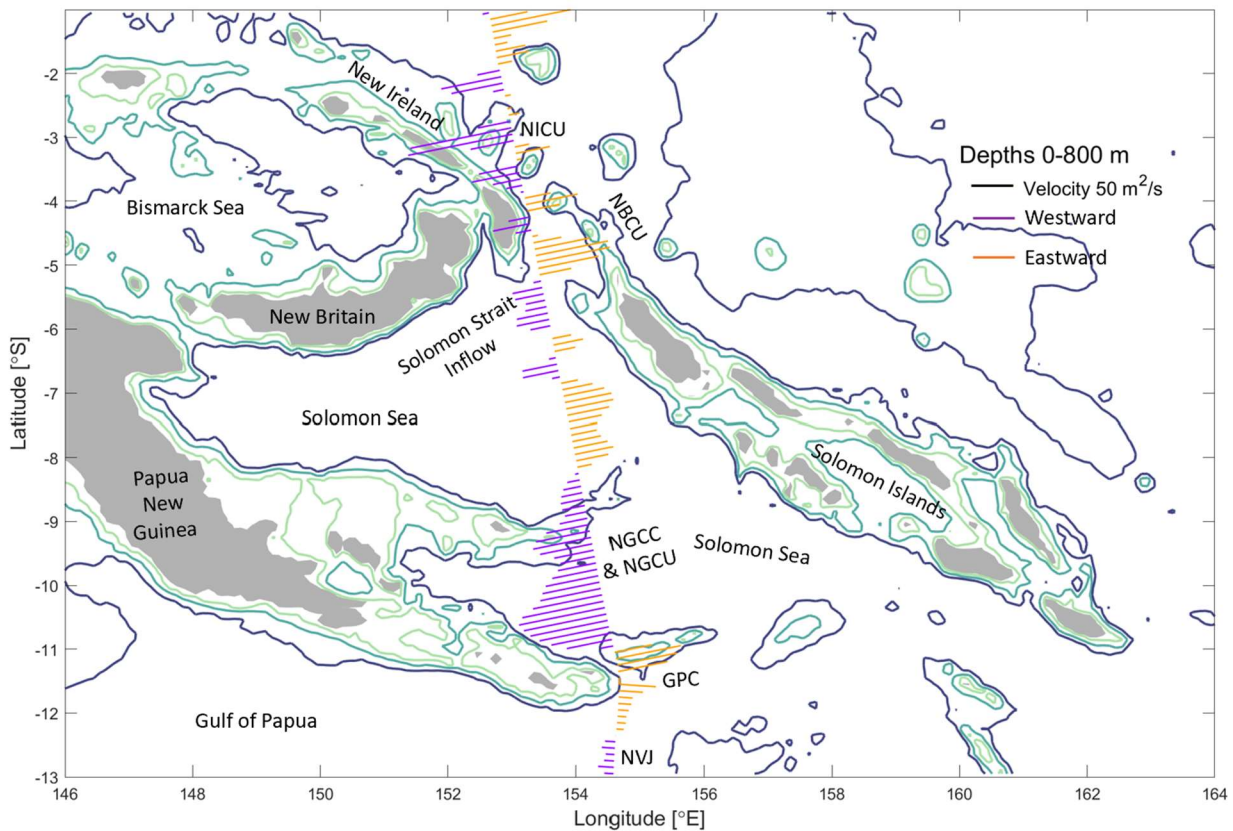 New Ireland
NICU
Depths 0-800 m
Velocity 50 m²/s
Westward
Eastward
Bismarck Sea
NBCU
New Britain
Solomon Strait
Inflow
Solomon Sea
Papua
New
Guinea
Solomon Islands
NGCC
& NGCU
Solomon Sea
GPC
Gulf of Papua
NVJ
Latitude [°S]
-2
-3
-4
-5
-6
-7
-8
-9
-10
-11
-12
-13
146
148
150
152
154
156
158
160
162
164
Longitude [°E]